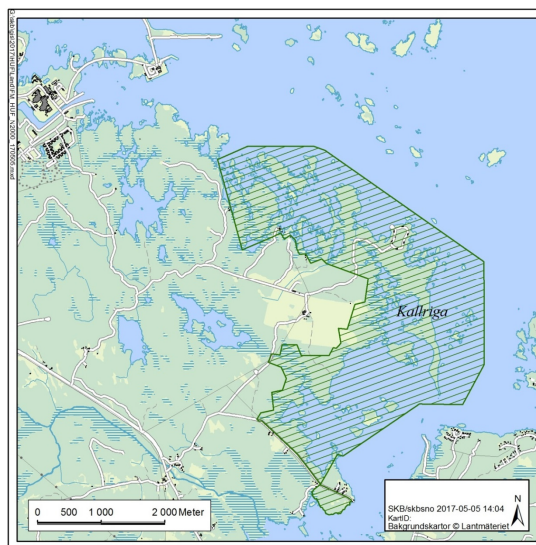 Kallriga
0 500 1 000 2 000 Meter
SKB/skbsno 2017-05-05 14:04
KartID:
Bakgrundskartor © Lantmäteriet
N